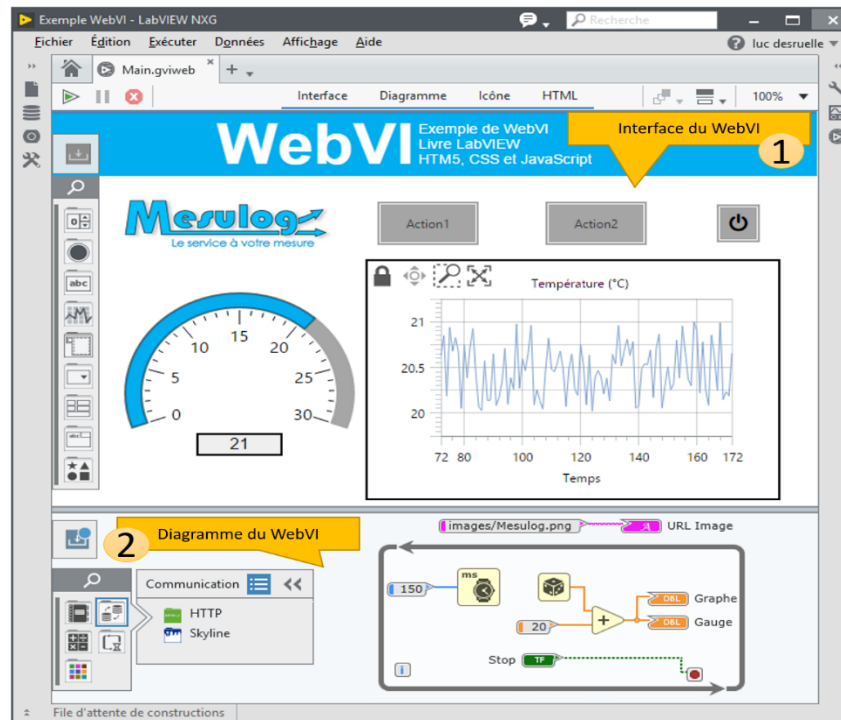 Exemple WebVI - LabVIEW NXG
Recherche
Fichier Édition Exécuter Données Affichage Aide
luc desruelle
Main.gviweb
Interface Diagramme Icône HTML
100%
WebVI
Exemple de WebVI
Livre LabVIEW
HTM5, CSS et JavaScript
Interface du WebVI
1
Mesulog
Le service à votre mesure
Action1
Action2
abc
0
5
10
15
20
25
30
21
Température (°C)
21
20.5
20
72 80 100 120 140 160 172
Temps
2
Diagramme du WebVI
Communication
HTTP
Skyline
images/Mesulog.png
URL Image
150
ms
20
DBL Graphe
DBL Gauge
Stop TF
i
File d'attente de constructions